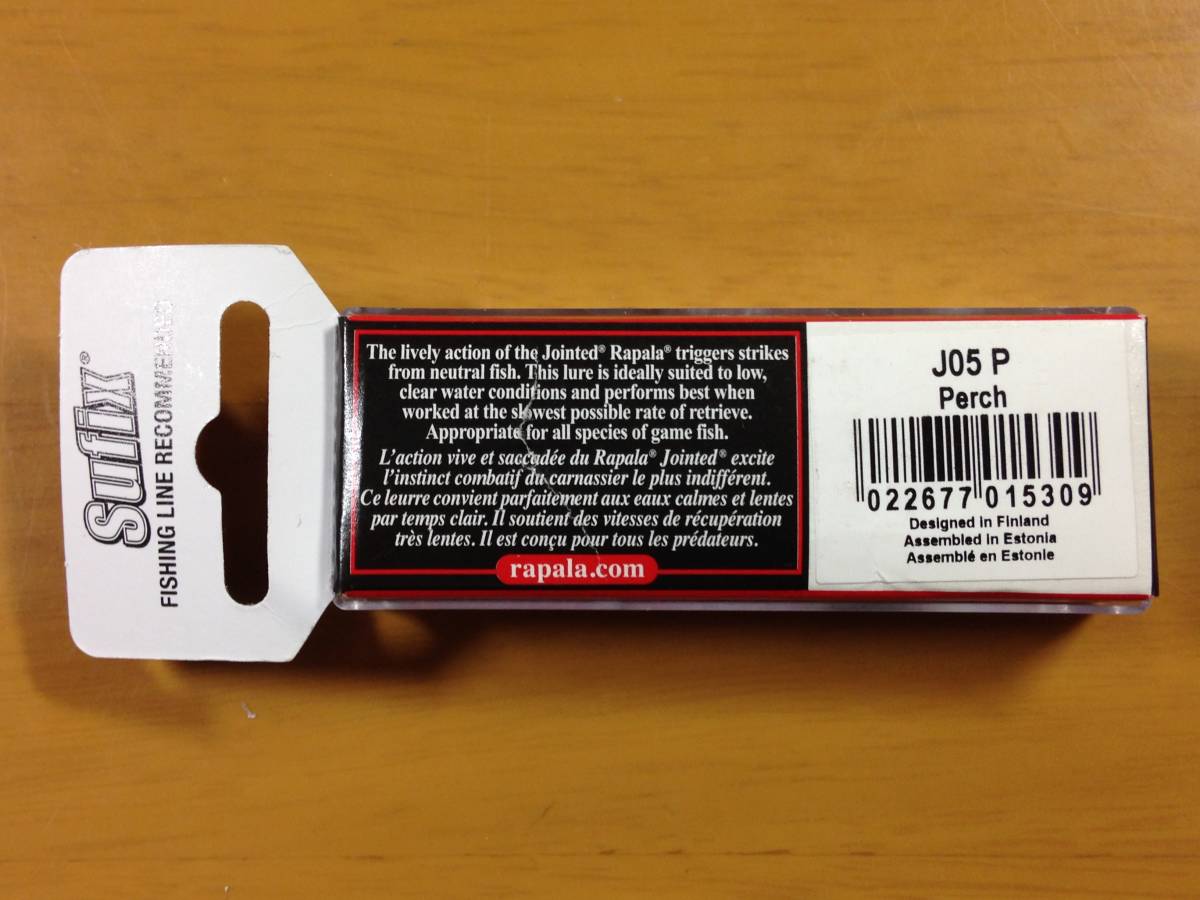 Sufix®
FISHING LINE RECOMMENDED
The lively action of the Jointed® Rapala® triggers strikes
from neutral fish. This lure is ideally suited to low,
clear water conditions and performs best when
worked at the slowest possible rate of retrieve.
Appropriate for all species of game fish.
L'action vive et saccadée du Rapala® Jointed® excite
l'instinct combatif du carnassier le plus indifférent.
Ce leurre convient parfaitement aux eaux calmes et lentes
par temps clair. Il soutient des vitesses de récupération
très lentes. Il est conçu pour tous les prédateurs.
rapala.com
J05 P
Perch
022677 015309
Designed in Finland
Assembled in Estonia
Assemblé en Estonie